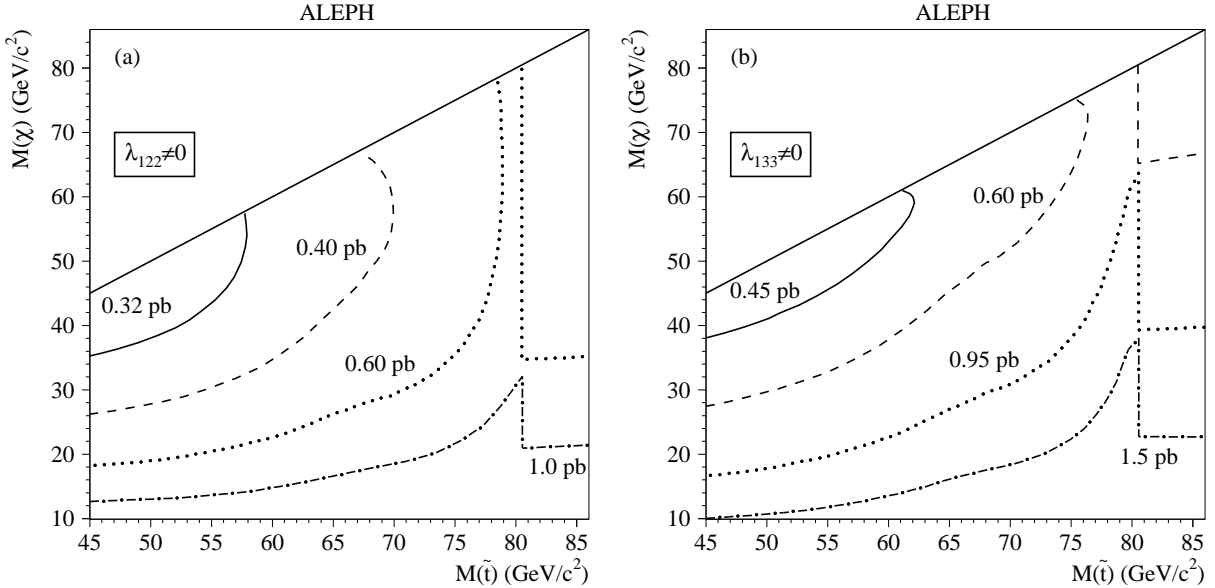 ALEPH
(a)
λ122≠0
0.32 pb
0.40 pb
0.60 pb
1.0 pb
M(χ) (GeV/c²)
80
70
60
50
40
30
20
10
45 50 55 60 65 70 75 80 85
M(t̃) (GeV/c²)
ALEPH
(b)
λ133≠0
0.45 pb
0.60 pb
0.95 pb
1.5 pb
M(χ) (GeV/c²)
80
70
60
50
40
30
20
10
45 50 55 60 65 70 75 80 85
M(t̃) (GeV/c²)